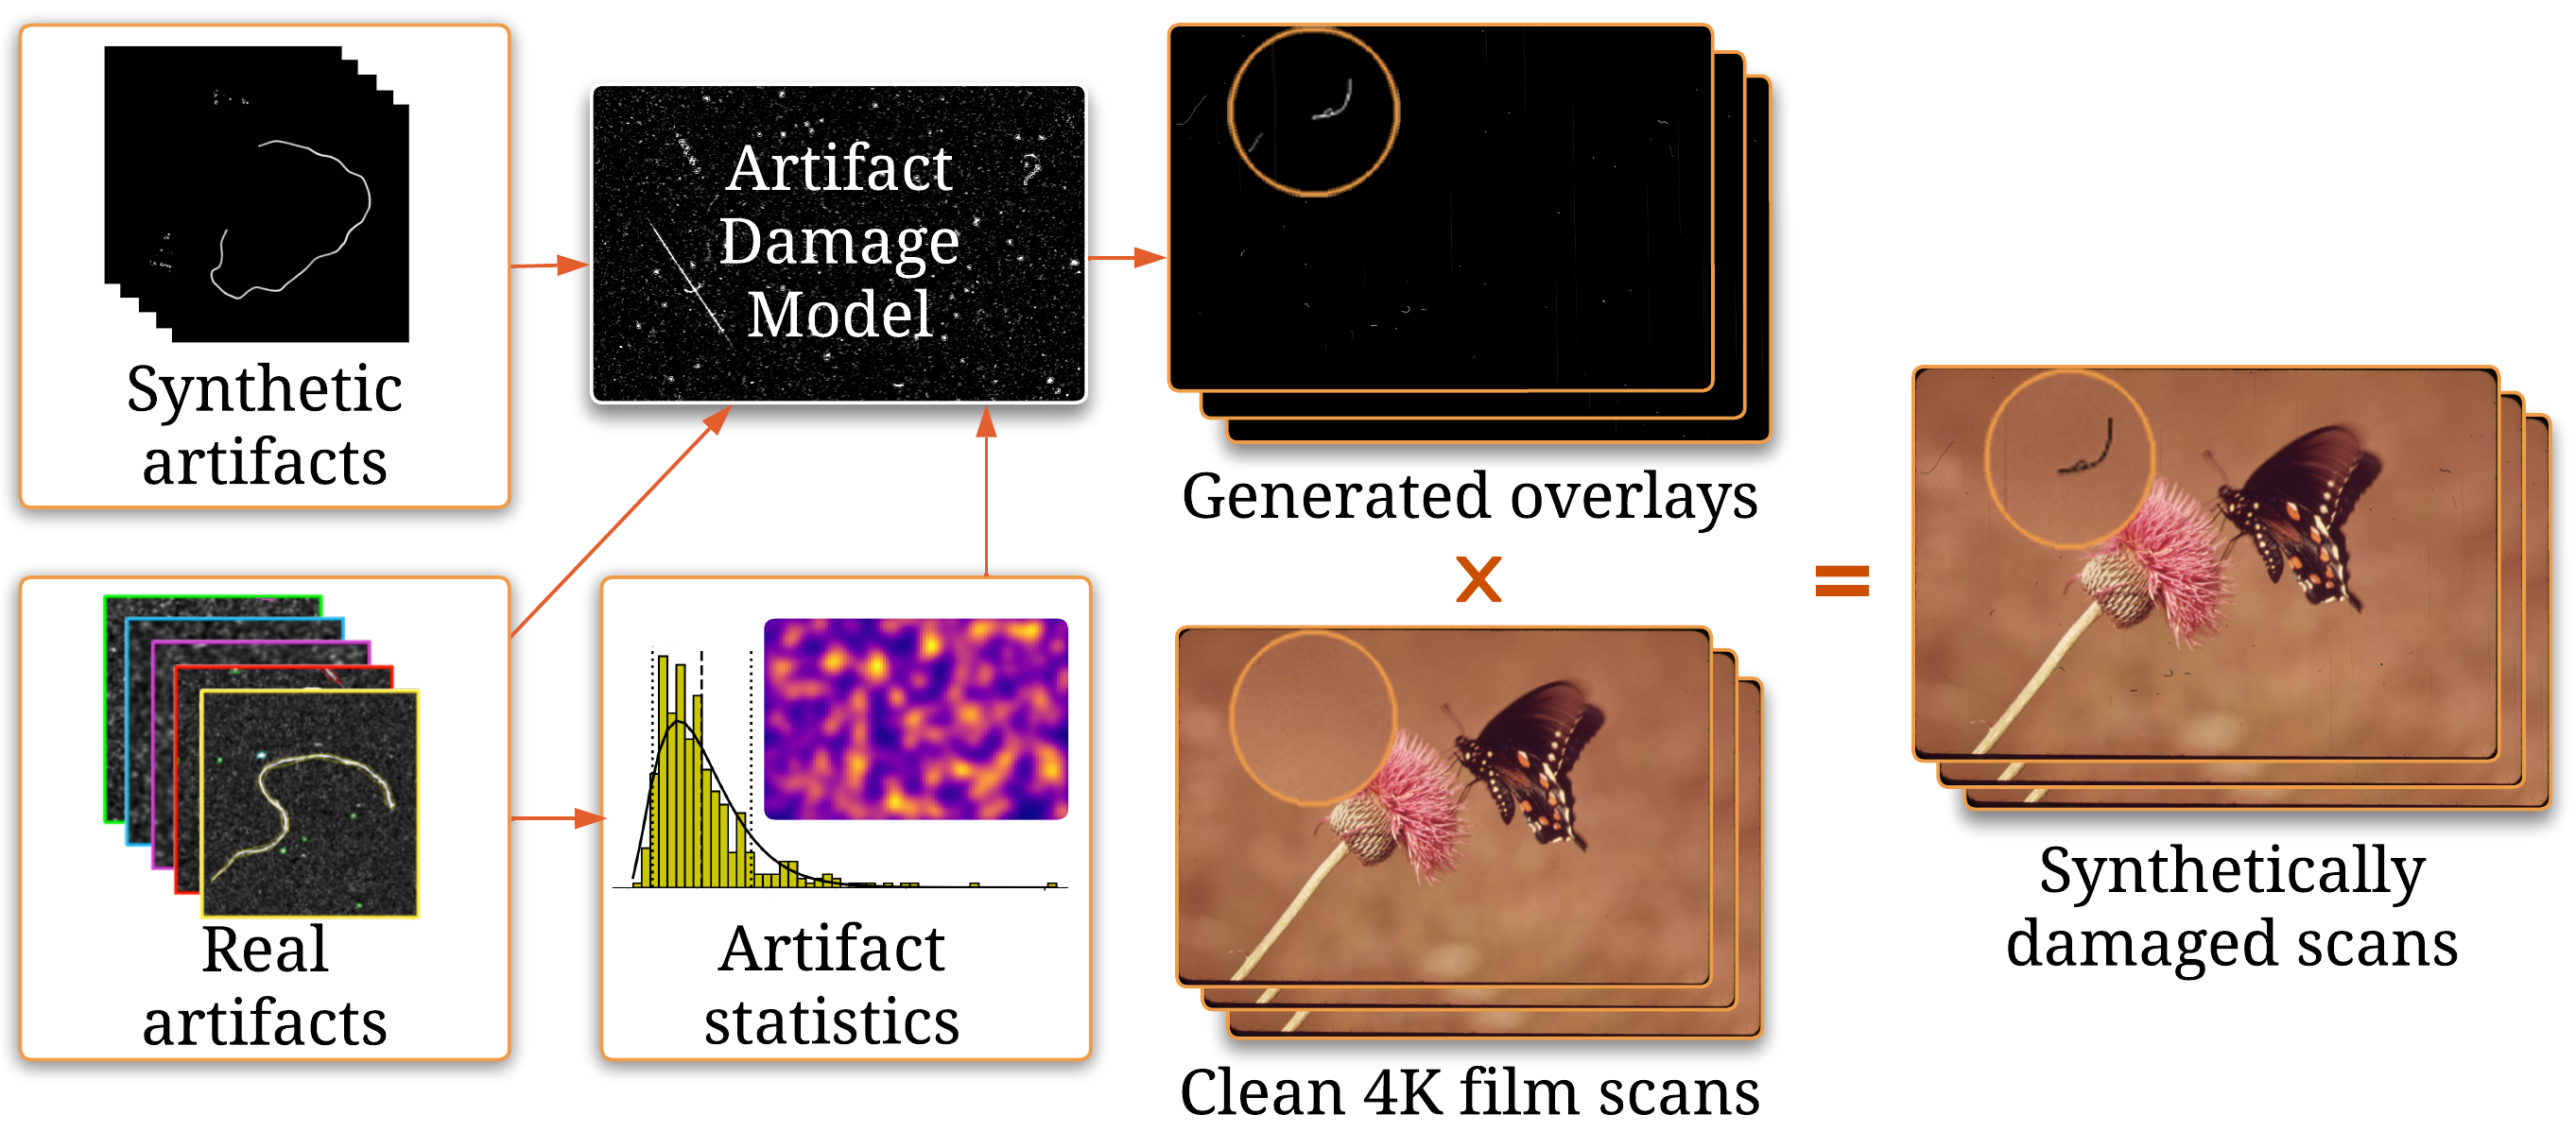 Synthetic
artifacts
Artifact
Damage
Model
Generated overlays
x
=
Real
artifacts
Artifact
statistics
Clean 4K film scans
Synthetically
damaged scans